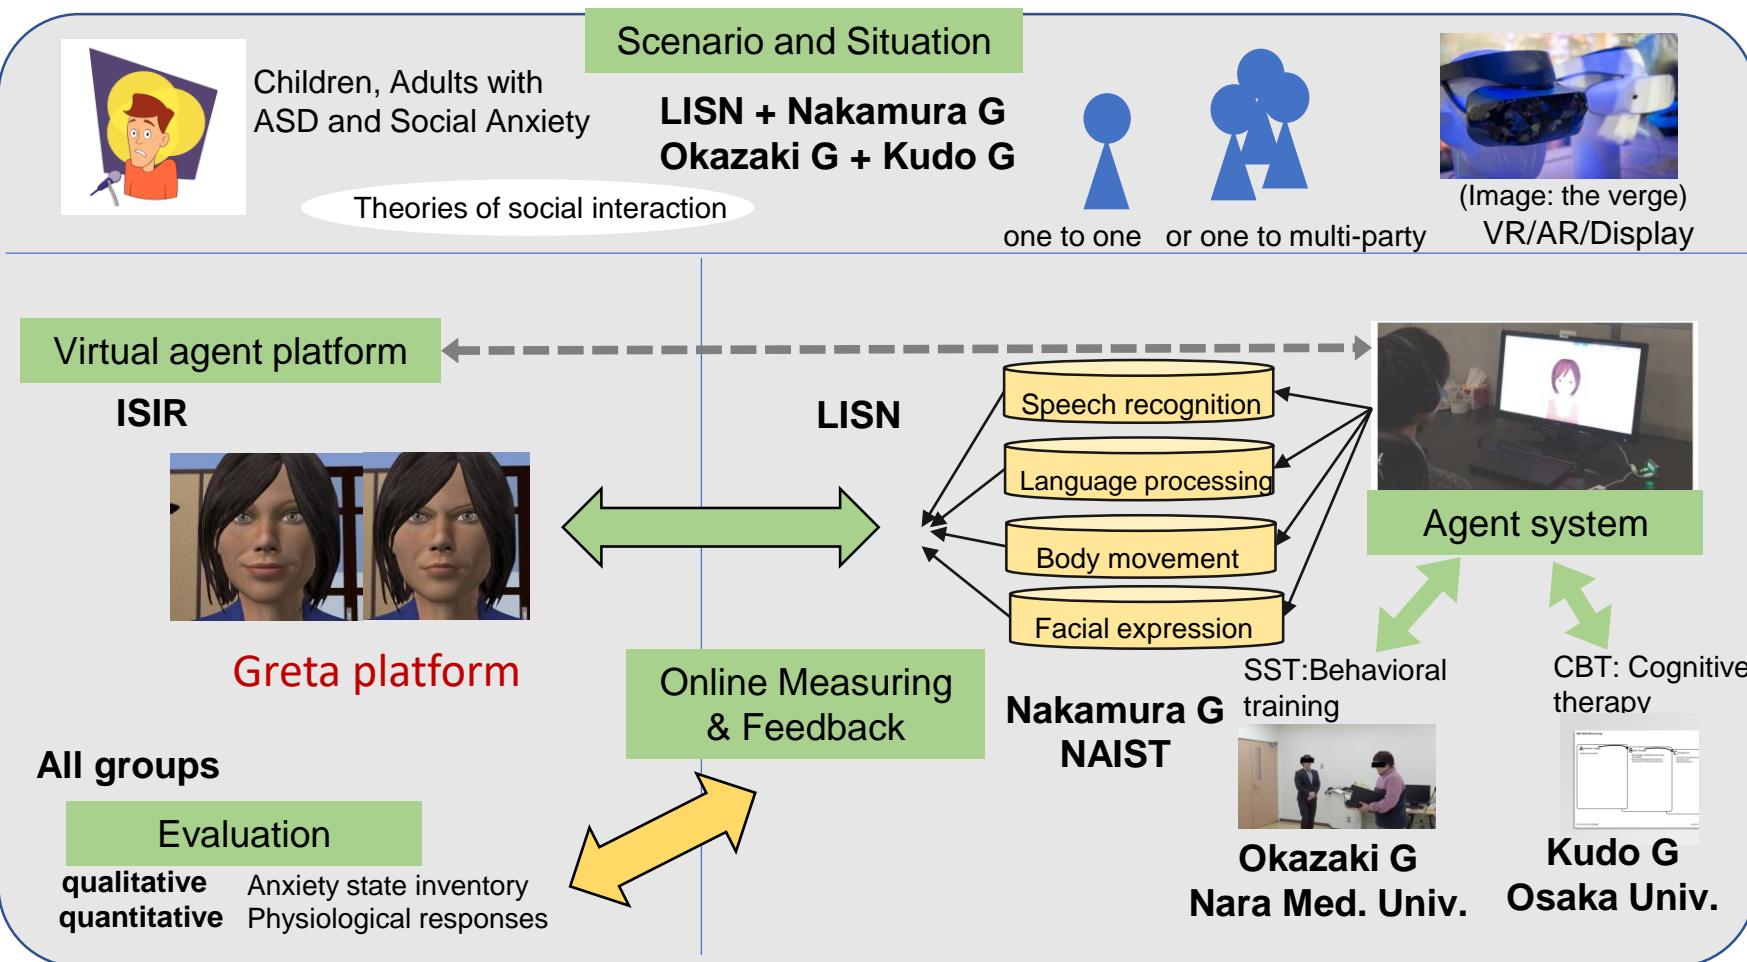 Scenario and Situation
Children, Adults with
ASD and Social Anxiety
LISN + Nakamura G
Okazaki G + Kudo G
Theories of social interaction
one to one
or one to multi-party
(Image: the verge)
VR/AR/Display
Virtual agent platform
ISIR
Greta platform
LISN
Speech recognition
Language processing
Body movement
Facial expression
Agent system
Online Measuring
& Feedback
Nakamura G
NAIST
SST:Behavioral
training
CBT: Cognitive
therapy
Okazaki G
Nara Med. Univ.
Kudo G
Osaka Univ.
All groups
Evaluation
qualitative Anxiety state inventory
quantitative Physiological responses